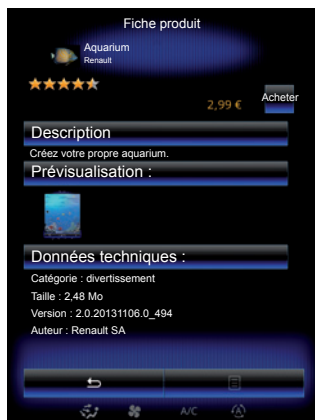 Fiche produit
Aquarium
Renault
2,99 €
Acheter
Description
Créez votre propre aquarium.
Prévisualisation :
Données techniques :
Catégorie : divertissement
Taille : 2,48 Mo
Version : 2.0.20131106.0_494
Auteur : Renault SA
A/C
A